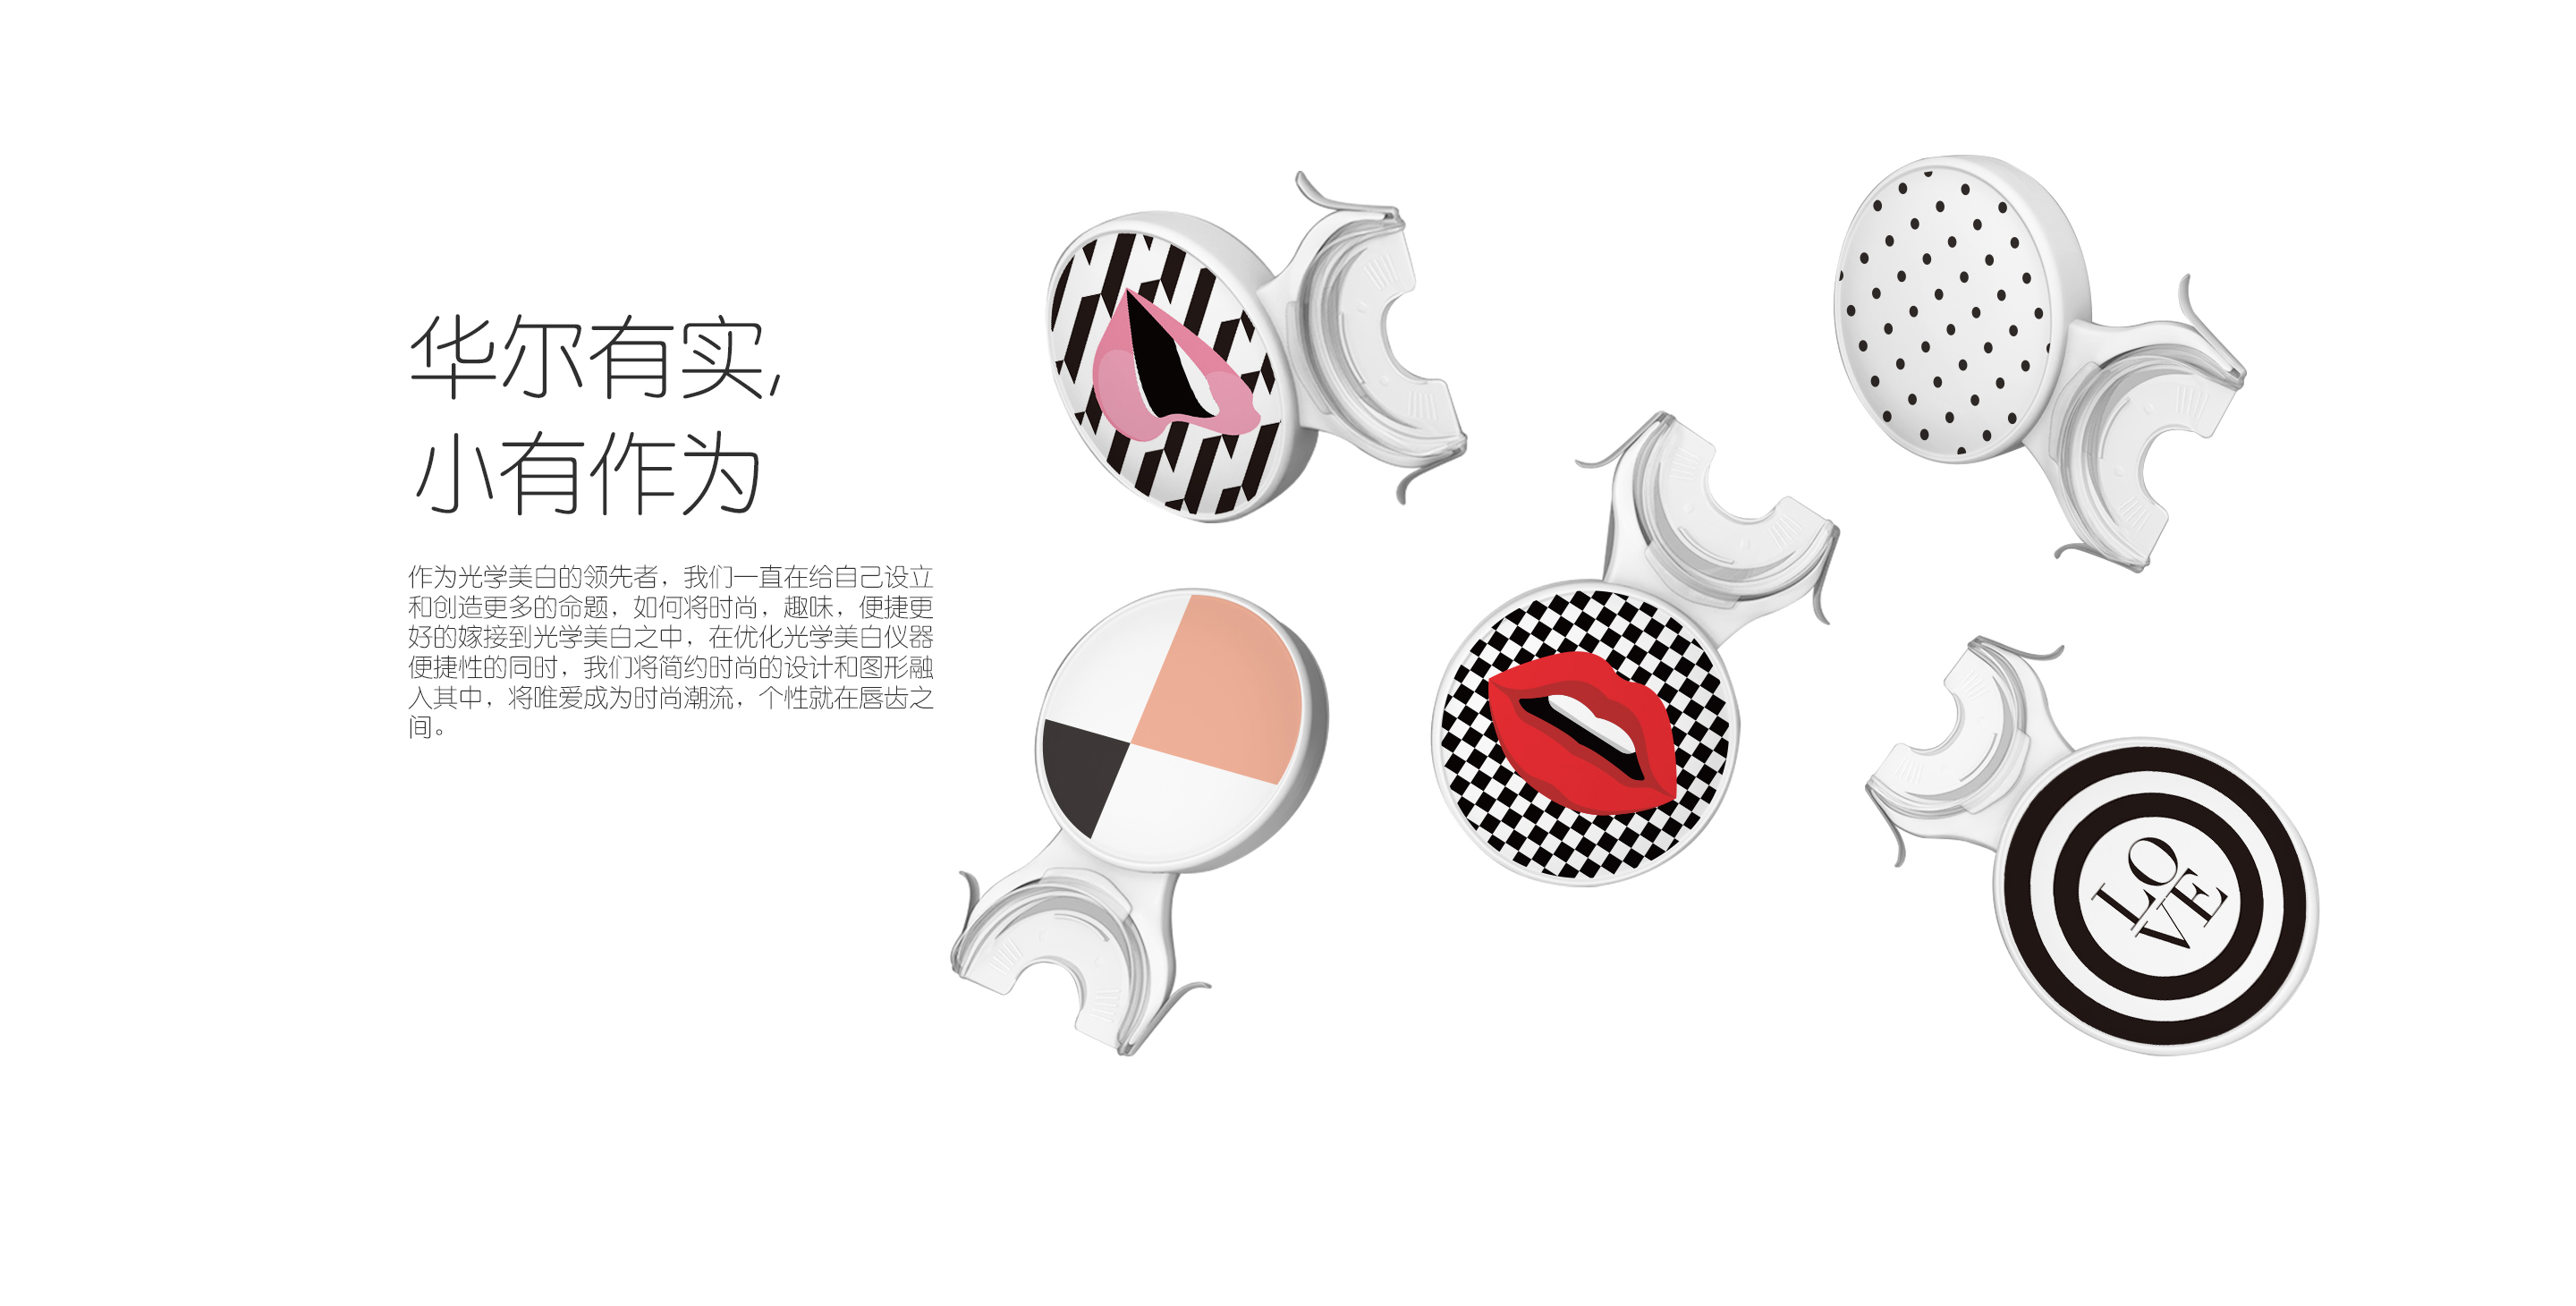 华尔有实,
小有作为
作为光学美白的领先者，我们一直在给自己设立
和创造更多的命题，如何将时尚，趣味，便捷更
好的嫁接到光学美白之中，在优化光学美白仪器
便捷性的同时，我们将简约时尚的设计和图形融
入其中，将唯爱成为时尚潮流，个性就在唇齿之
间。
LO
VE